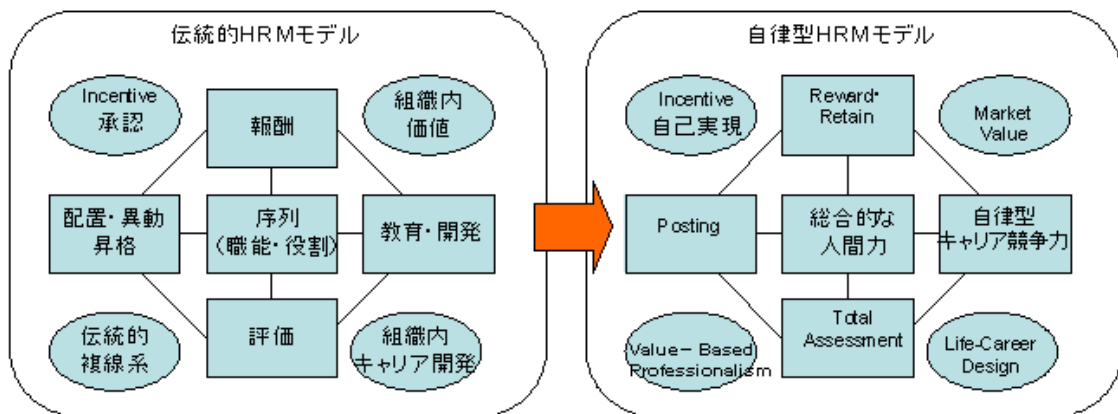 伝統的HRMモデル
Incentive
承認
報酬
組織内
価値
配置・異動
昇格
序列
(職能・役割)
教育・開発
伝統的
複線系
評価
組織内
キャリア開発
自律型HRMモデル
Incentive
自己実現
Reward・
Retain
Market
Value
Posting
総合的な
人間力
自律型
キャリア競争力
Value－Based
Professionalism
Total
Assessment
Life-Career
Design